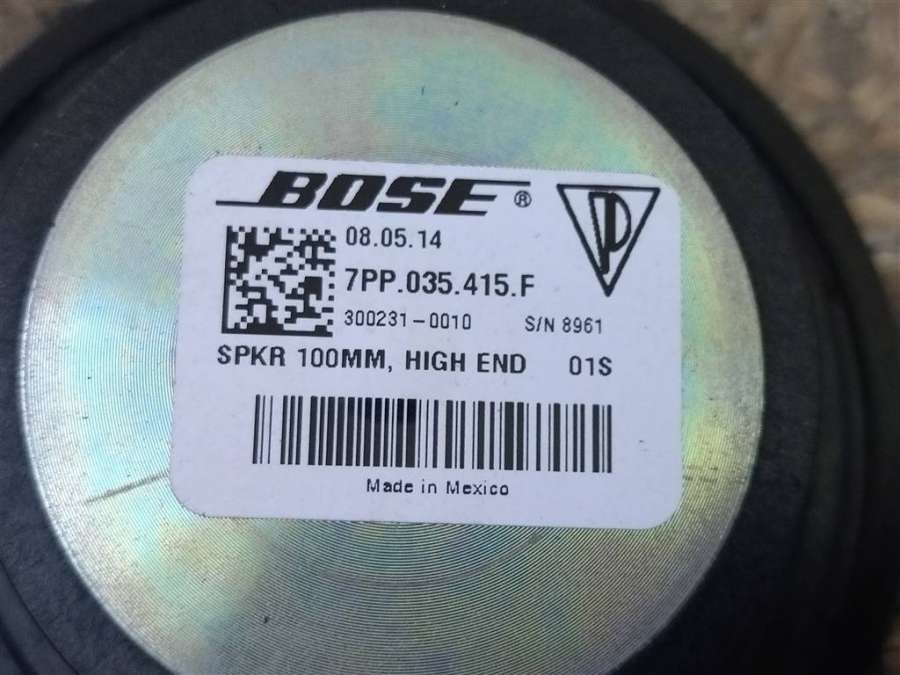 BOSE®
P
08.05.14
7PP.035.415.F
300231-0010 S/N 8961
SPKR 100MM, HIGH END 01S
Made in Mexico